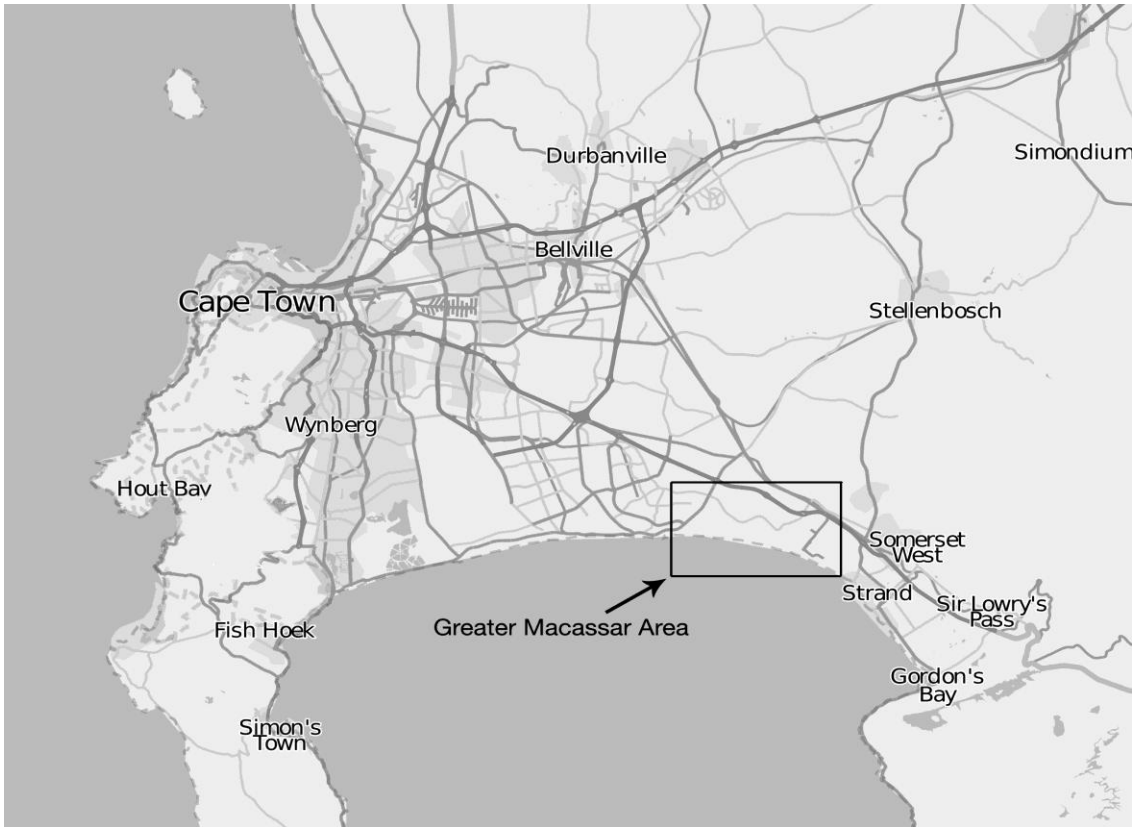 Durbanville
Simondium
Bellville
Cape Town
Stellenbosch
Wynberg
Hout Bay
Somerset
West
Strand
Sir Lowry's
Pass
Greater Macassar Area
Fish Hoek
Gordon's
Bay
Simon's
Town